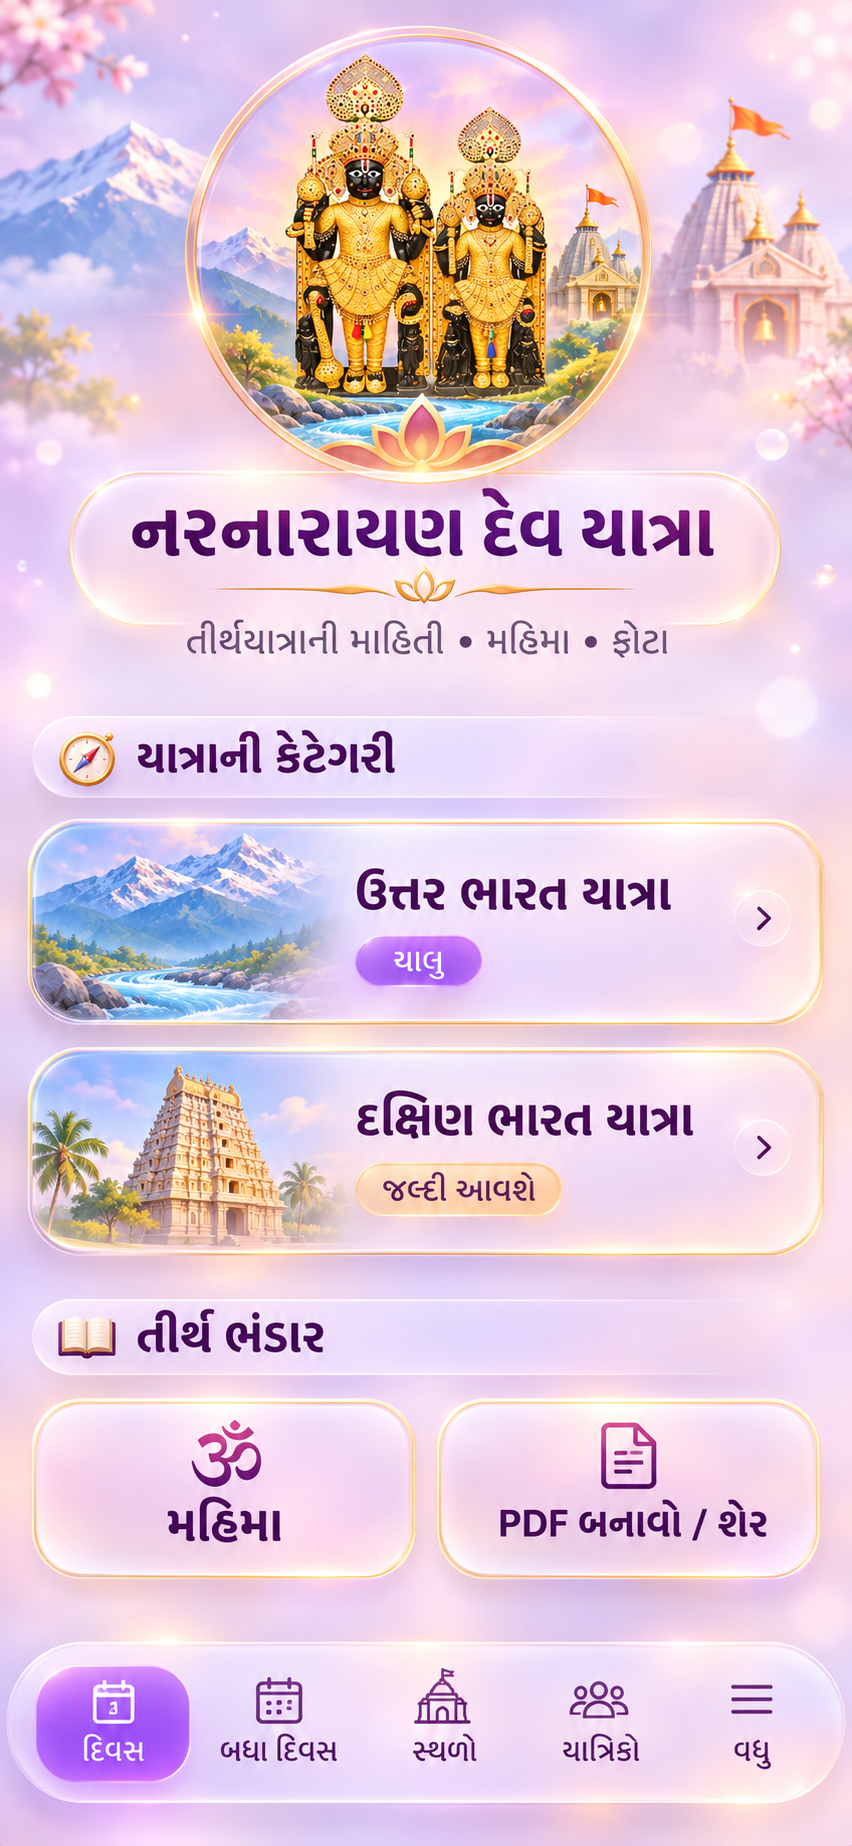 નરનારાયણ દેવ યાત્રા
તીર્થયાત્રાની માહિતી • મહિમા • ફોટા
યાત્રાની કેટેગરી
ઉત્તર ભારત યાત્રા
ચાલુ
દક્ષિણ ભારત યાત્રા
જલ્દી આવશે
તીર્થ ભંડાર
ૐ
મહિમા
PDF બનાવો / શેર
3
દિવસ
બધા દિવસ
સ્થળો
યાત્રિકો
વધુ